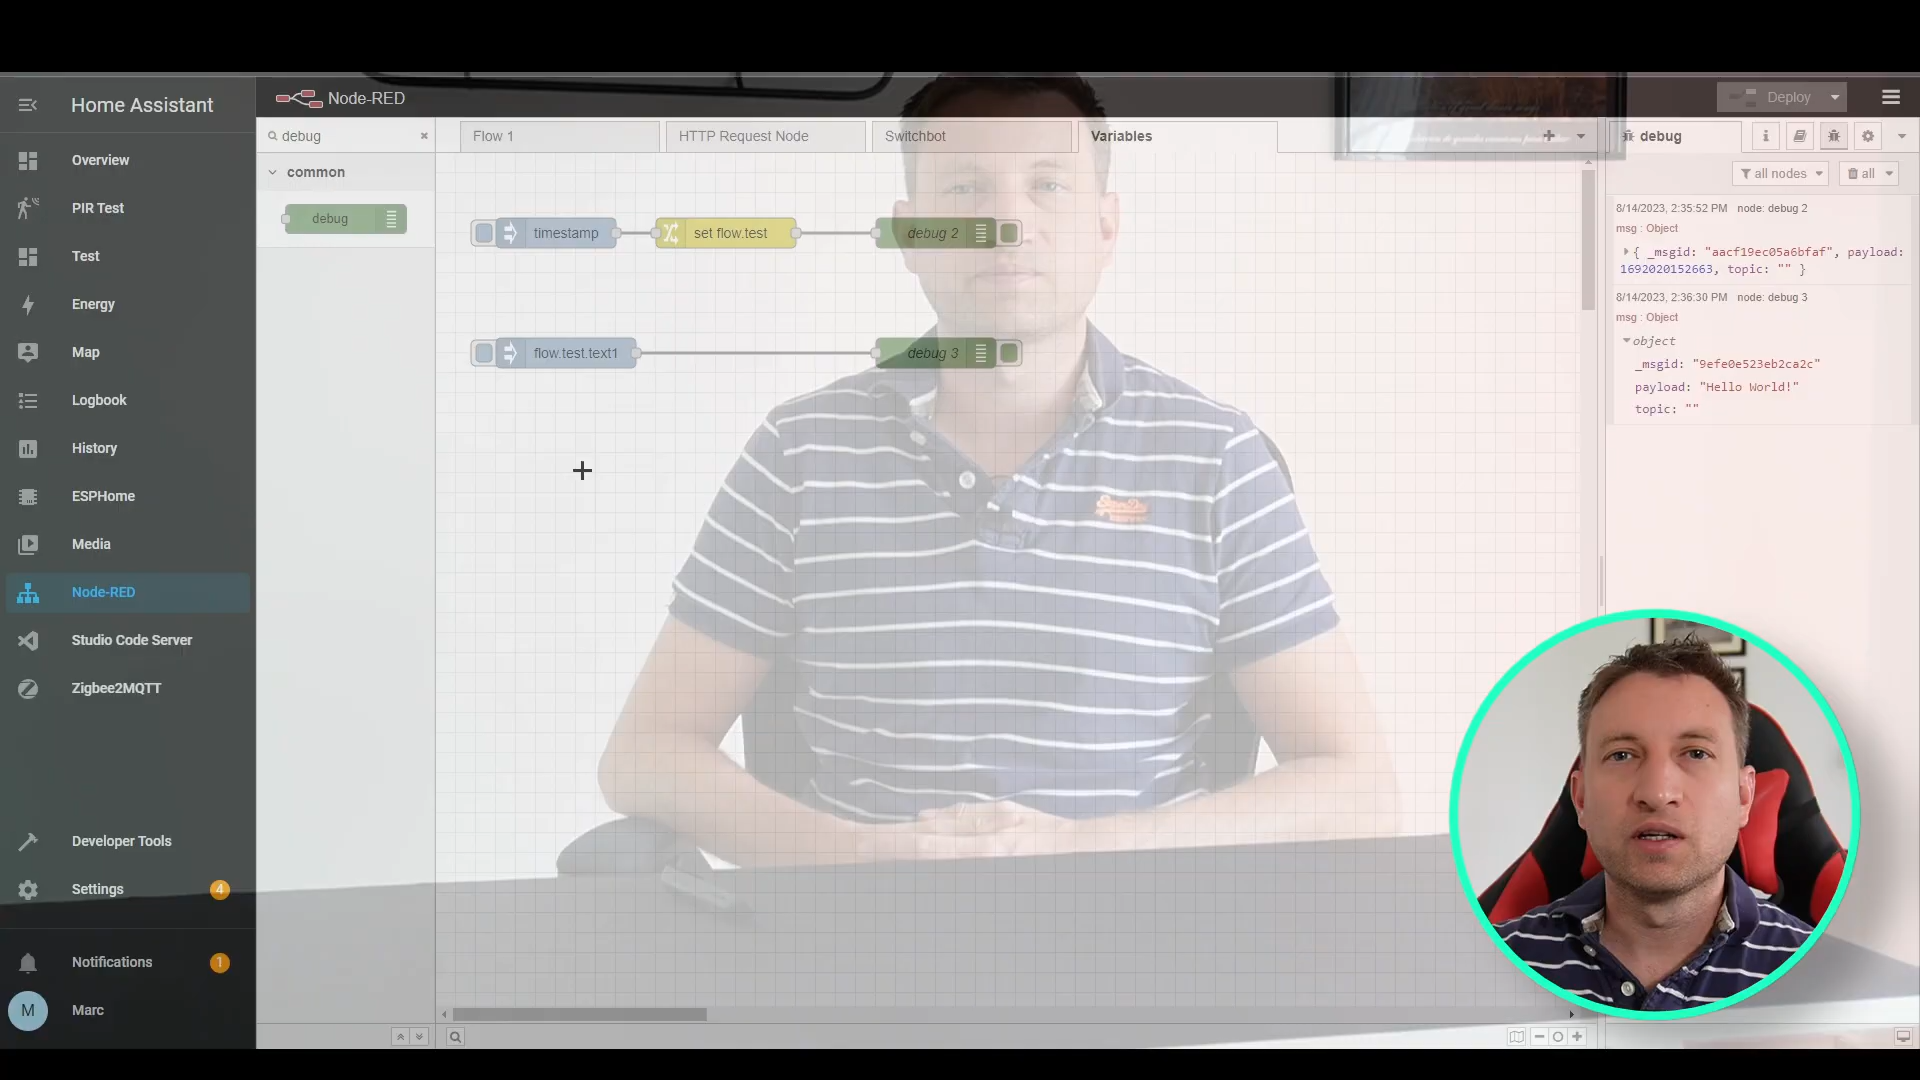 Home Assistant
Overview
PIR Test
Test
Energy
Map
Logbook
History
ESPHome
Media
Node-RED
Studio Code Server
Zigbee2MQTT
Developer Tools
Settings
4
Notifications
1
M
Marc
Node-RED
Deploy
debug
common
debug
Flow 1
HTTP Request Node
Switchbot
Variables
timestamp
set flow.test
debug 2
flow.test.text1
debug 3
debug
all nodes
all
8/14/2023, 2:35:52 PM node: debug 2
msg : Object
{ _msgid: "aacf19ec05a6bfaf", payload:
1692020152663, topic: "" }
8/14/2023, 2:36:30 PM node: debug 3
msg : Object
object
_msgid: "9efe0e523eb2ca2c"
payload: "Hello World!"
topic: ""